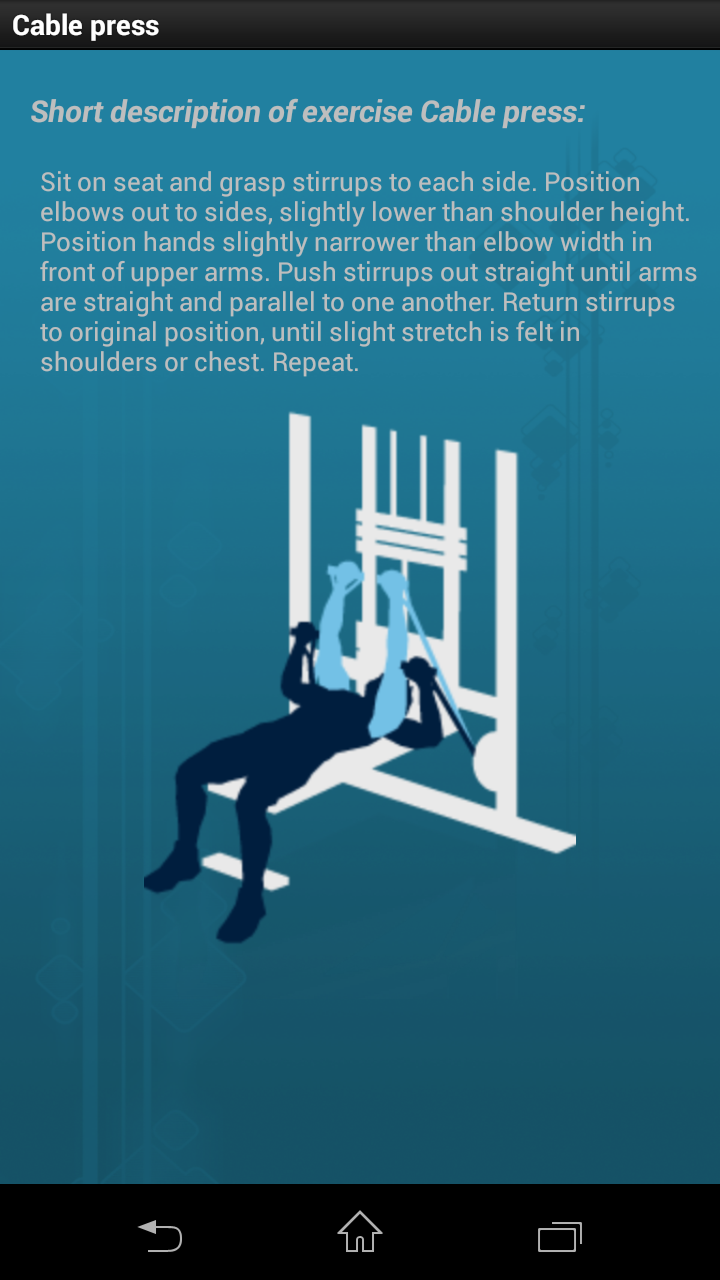 Cable press
Short description of exercise Cable press:
Sit on seat and grasp stirrups to each side. Position
elbows out to sides, slightly lower than shoulder height.
Position hands slightly narrower than elbow width in
front of upper arms. Push stirrups out straight until arms
are straight and parallel to one another. Return stirrups
to original position, until slight stretch is felt in
shoulders or chest. Repeat.